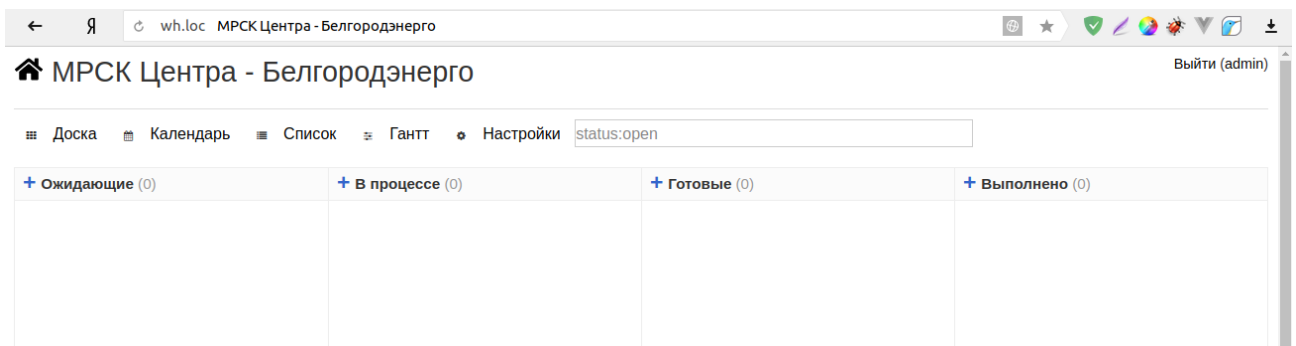 Я wh.loc МРСК Центра - Белгородэнерго
МРСК Центра - Белгородэнерго
Выйти (admin)
Доска Календарь Список Гантт Настройки status:open
+ Ожидающие (0) + В процессе (0) + Готовые (0) + Выполнено (0)